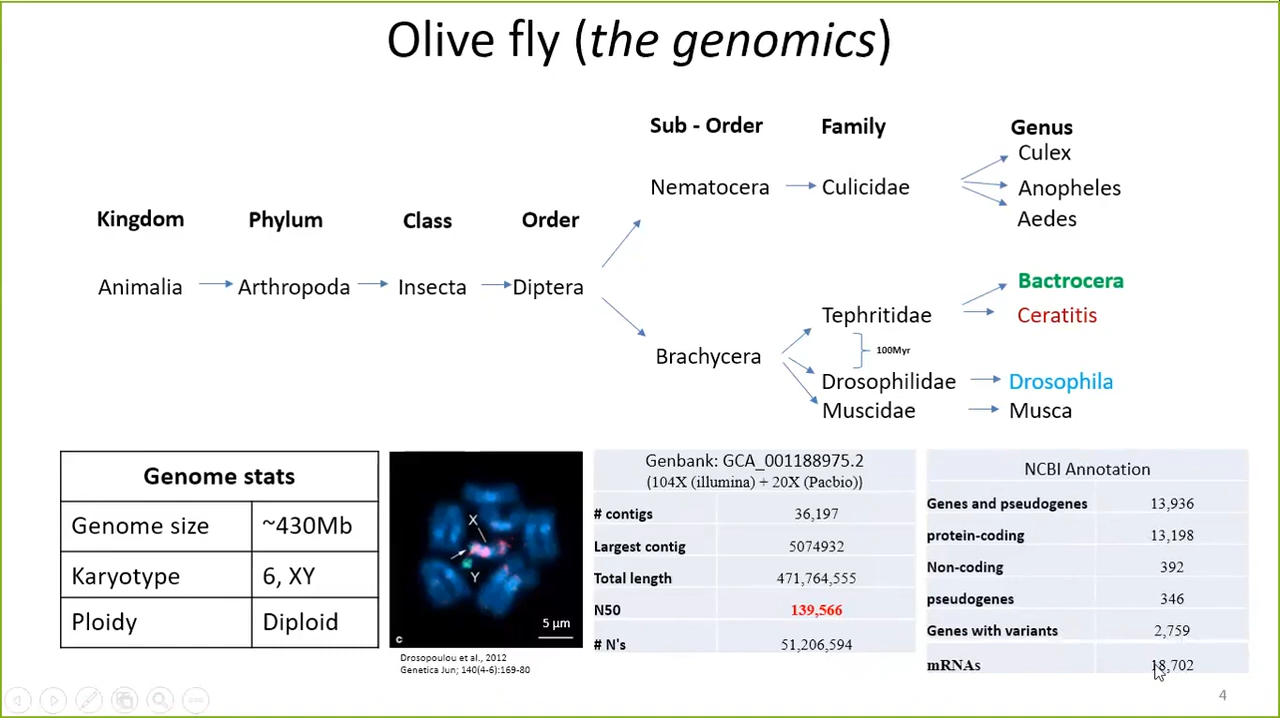 Olive fly (the genomics)
Sub - Order Family Genus
Culex
Nematocera Culicidae Anopheles
Aedes
Kingdom Phylum Class Order
Animalia Arthropoda Insecta Diptera
Bactrocera
Tephritidae Ceratitis
100Myr
Brachycera
Drosophilidae Drosophila
Muscidae Musca
Genome stats
Genome size ~430Mb
Karyotype 6, XY
Ploidy Diploid
X
Y
5 µm
c
Drosopoulou et al., 2012
Genetica Jun; 140(4-6):169-80
Genbank: GCA_001188975.2
(104X (illumina) + 20X (Pacbio))
# contigs 36,197
Largest contig 5074932
Total length 471,764,555
N50 139,566
# N's 51,206,594
NCBI Annotation
Genes and pseudogenes 13,936
protein-coding 13,198
Non-coding 392
pseudogenes 346
Genes with variants 2,759
mRNAs 18,702
4